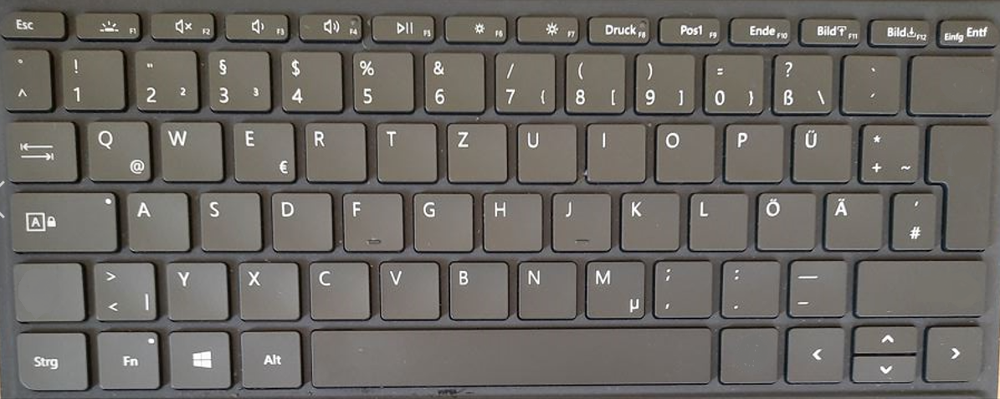 Esc F1 F2 F3 F4 F5 F6 F7 Druck F8 Pos1 F9 Ende F10 Bild F11 Bild F12 Einfg Entf
° ! " § $ % & / ( ) = ? `
^ 1 2 ² 3 ³ 4 5 6 7 { 8 [ 9 ] 0 } ß \ ´
Q W E R T Z U I O P Ü *
@ € + ~
A S D F G H J K L Ö Ã '
A #
> Y X C V B N M ; : —
< | µ , . -
Strg Fn Alt < ^ >